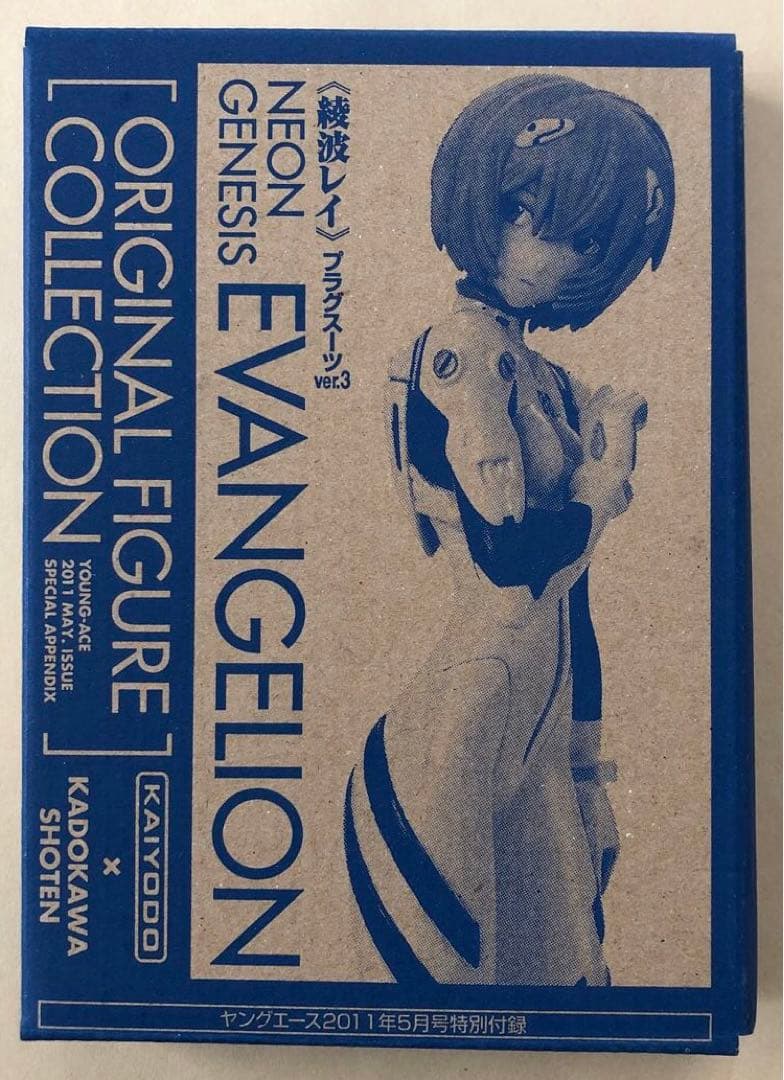 《綾波レイ》プラグスーツ ver.3
NEON
GENESIS
EVANGELION
[ORIGINAL FIGURE
COLLECTION]
YOUNG-ACE
2011 MAY. ISSUE
SPECIAL APPENDIX
KAIYODO
×
KADOKAWA
SHOTEN
ヤングエース2011年5月号特別付録